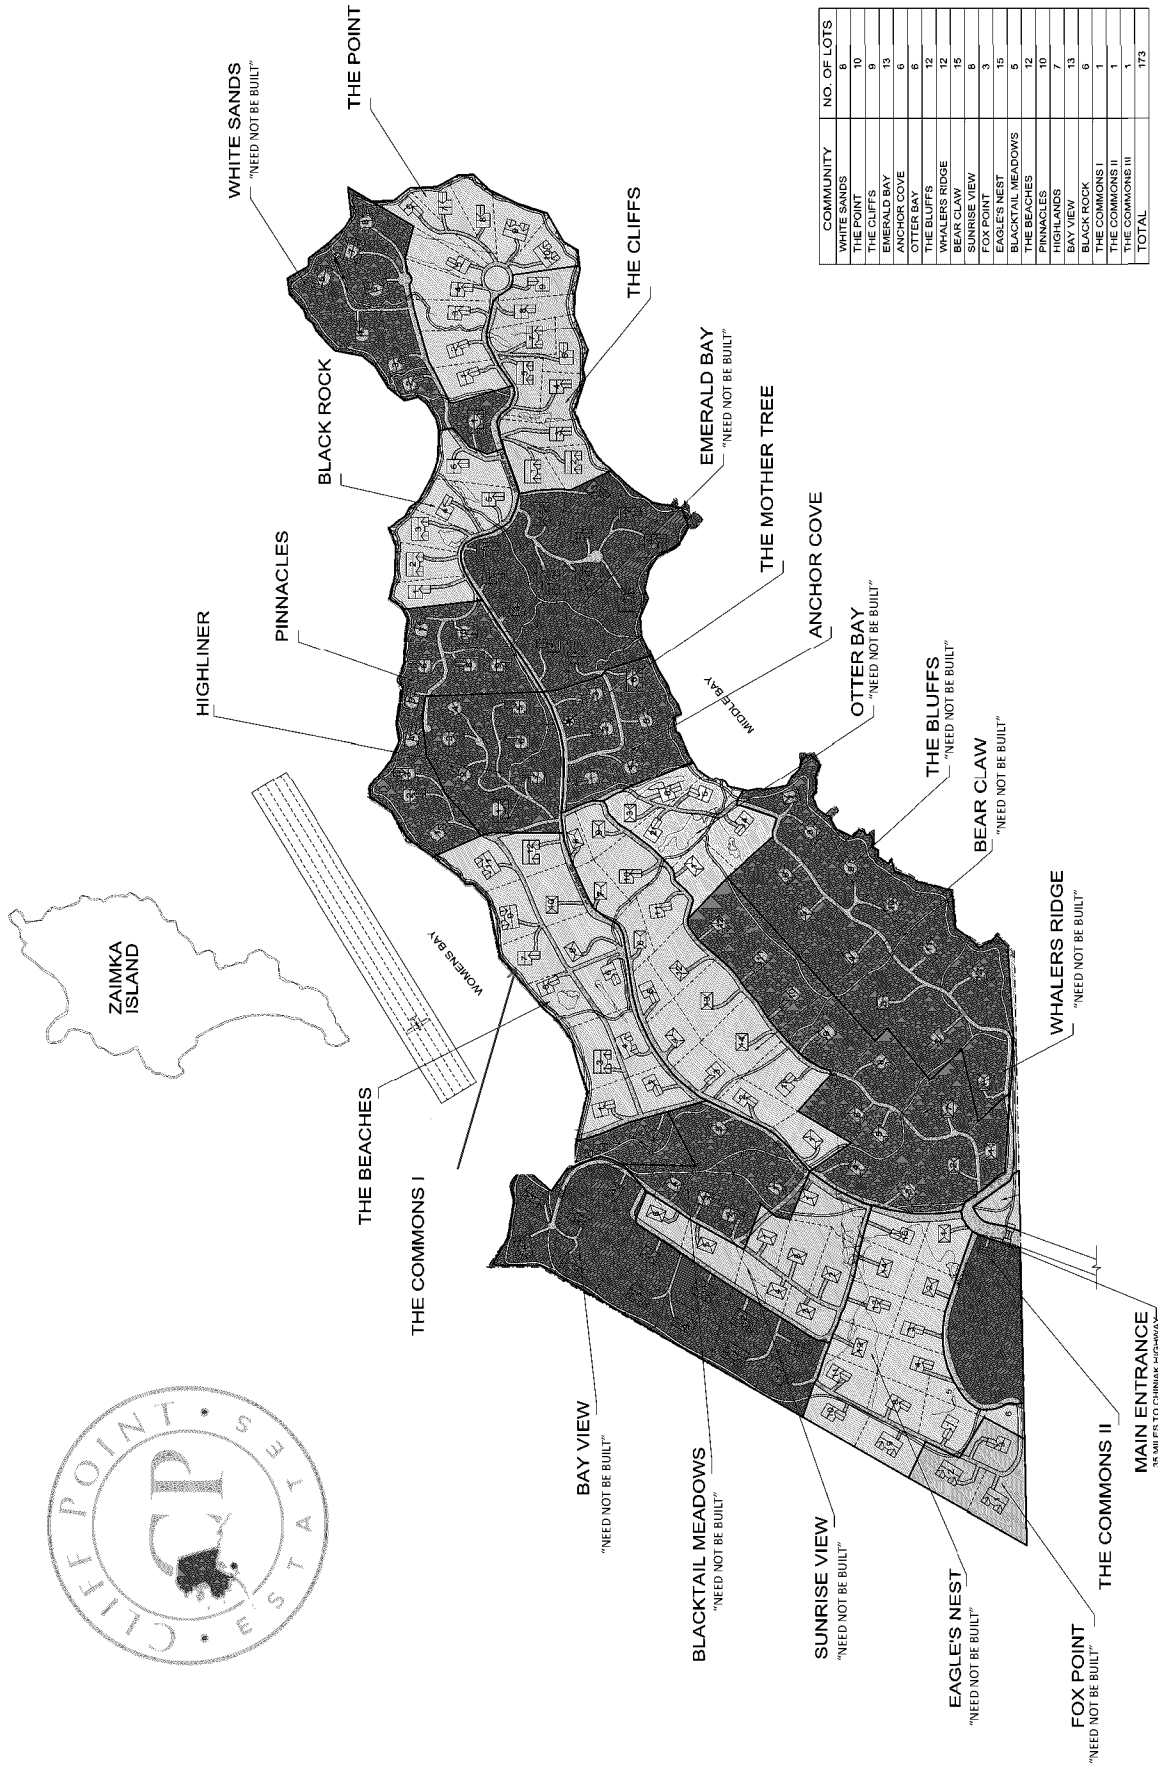 WHITE SANDS
"NEED NOT BE BUILT"
THE POINT
THE CLIFFS
BLACK ROCK
EMERALD BAY
"NEED NOT BE BUILT"
THE MOTHER TREE
PINNACLES
HIGHLINER
ANCHOR COVE
MIDDLE BAY
OTTER BAY
"NEED NOT BE BUILT"
THE BLUFFS
"NEED NOT BE BUILT"
BEAR CLAW
"NEED NOT BE BUILT"
WHALERS RIDGE
"NEED NOT BE BUILT"
ZAIMKA
ISLAND
WOMENS BAY
THE BEACHES
THE COMMONS I
BAY VIEW
"NEED NOT BE BUILT"
BLACKTAIL MEADOWS
"NEED NOT BE BUILT"
SUNRISE VIEW
"NEED NOT BE BUILT"
EAGLE'S NEST
"NEED NOT BE BUILT"
FOX POINT
"NEED NOT BE BUILT"
THE COMMONS II
MAIN ENTRANCE
35 MILES TO CHINIAK HIGHWAY
CLIFF POINT
CP
ESTATES
COMMUNITY NO. OF LOTS
WHITE SANDS 8
THE POINT 10
THE CLIFFS 9
EMERALD BAY 13
ANCHOR COVE 6
OTTER BAY 6
THE BLUFFS 12
WHALERS RIDGE 12
BEAR CLAW 15
SUNRISE VIEW 8
FOX POINT 3
EAGLE'S NEST 15
BLACKTAIL MEADOWS 5
THE BEACHES 12
PINNACLES 10
HIGHLANDS 7
BAY VIEW 13
BLACK ROCK 6
THE COMMONS I 1
THE COMMONS II 1
THE COMMONS III 1
TOTAL 173